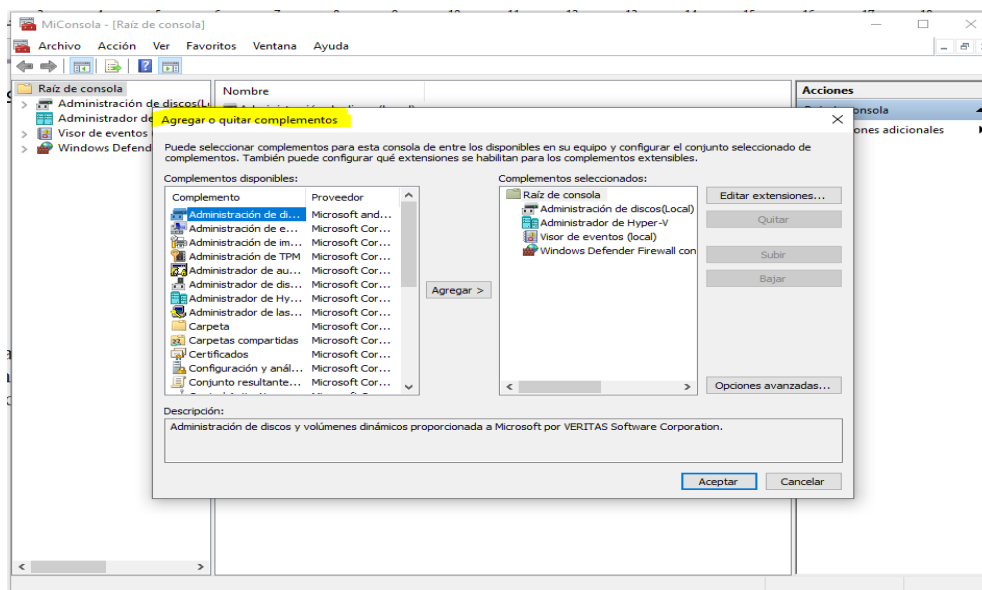 MiConsola - [Raíz de consola]
Archivo Acción Ver Favoritos Ventana Ayuda
Raíz de consola
Administración de discos(L
Administrador de
Visor de eventos
Windows Defend
Nombre
Acciones
onsola
ones adicionales
Agregar o quitar complementos
Puede seleccionar complementos para esta consola de entre los disponibles en su equipo y configurar el conjunto seleccionado de
complementos. También puede configurar qué extensiones se habilitan para los complementos extensibles.
Complementos disponibles:
Complemento Proveedor
Administración de di... Microsoft and...
Administración de e... Microsoft Cor...
Administración de im... Microsoft Cor...
Administración de TPM Microsoft Cor...
Administrador de au... Microsoft Cor...
Administrador de dis... Microsoft Cor...
Administrador de Hy... Microsoft Cor...
Administrador de las... Microsoft Cor...
Carpeta Microsoft Cor...
Carpetas compartidas Microsoft Cor...
Certificados Microsoft Cor...
Configuración y anál... Microsoft Cor...
Conjunto resultante... Microsoft Cor...
Agregar >
Complementos seleccionados:
Raíz de consola
Administración de discos(Local)
Administrador de Hyper-V
Visor de eventos (local)
Windows Defender Firewall con
Editar extensiones...
Quitar
Subir
Bajar
Opciones avanzadas...
Descripción:
Administración de discos y volúmenes dinámicos proporcionada a Microsoft por VERITAS Software Corporation.
Aceptar Cancelar